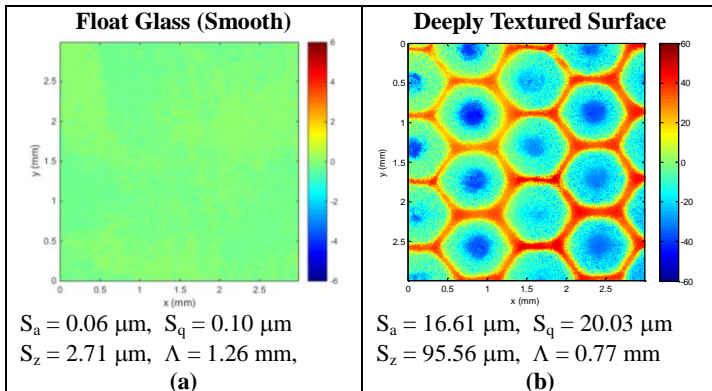 Float Glass (Smooth)
3
2.5
2
1.5
1
0.5
0
y (mm)
0 0.5 1 1.5 2 2.5
x (mm)
6
4
2
0
-2
-4
-6
S_a = 0.06 μm, S_q = 0.10 μm
S_z = 2.71 μm, Λ = 1.26 mm,
(a)
Deeply Textured Surface
0
0.5
1
1.5
2
2.5
y (mm)
0 0.5 1 1.5 2 2.5
x (mm)
60
40
20
0
-20
-40
-60
S_a = 16.61 μm, S_q = 20.03 μm
S_z = 95.56 μm, Λ = 0.77 mm
(b)